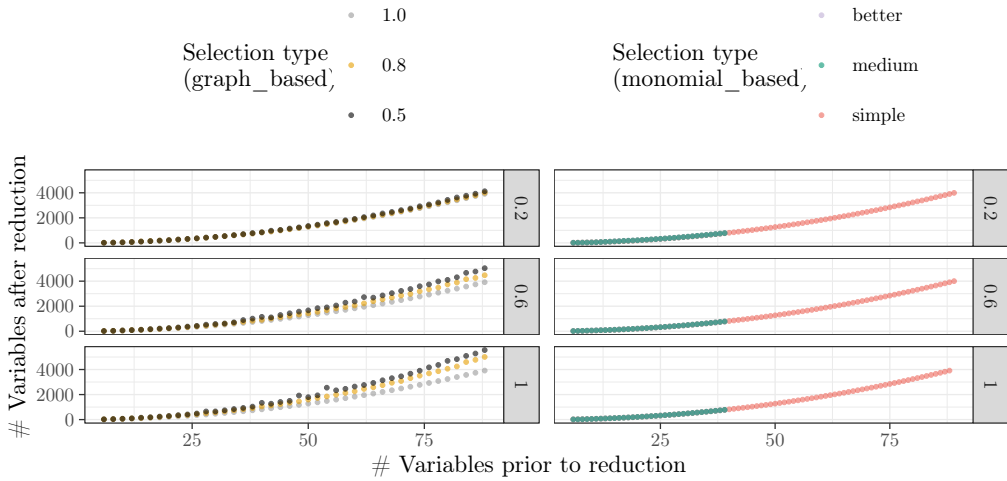 Selection type
(graph_based)
1.0
0.8
0.5
Selection type
(monomial_based)
better
medium
simple
# Variables after reduction
4000
2000
0
0.2
0.2
4000
2000
0
0.6
0.6
4000
2000
0
1
1
25
50
75
25
50
75
# Variables prior to reduction